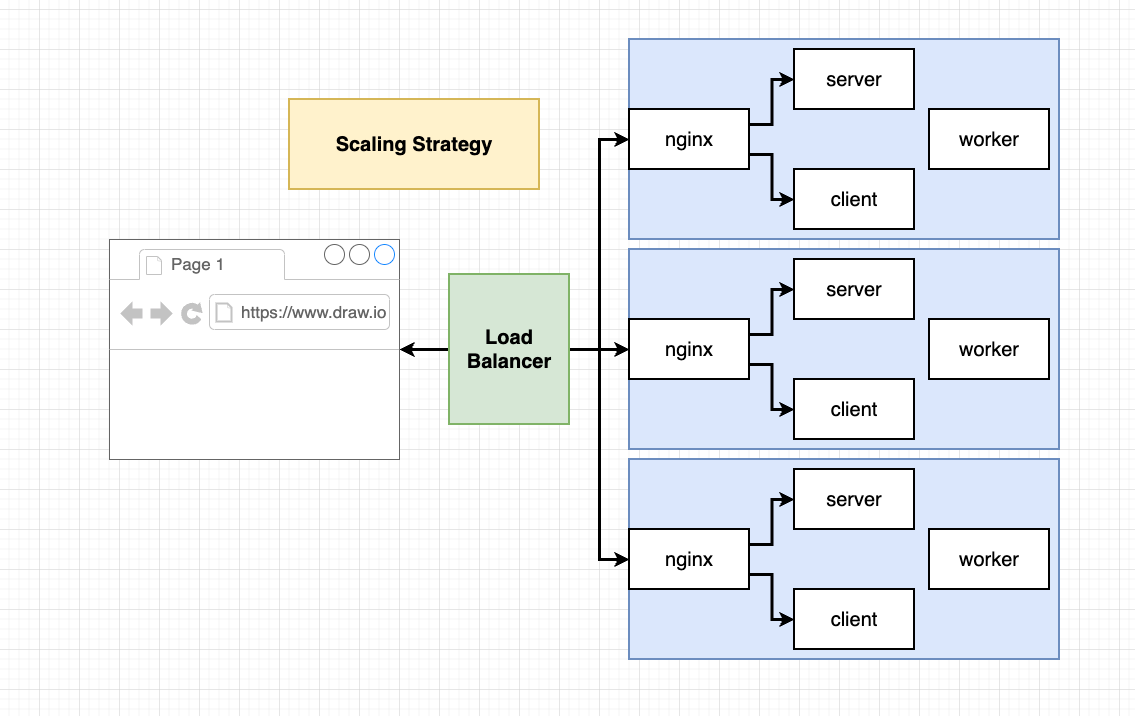 Scaling Strategy
Page 1
https://www.draw.io
Load
Balancer
nginx
server
client
worker
nginx
server
client
worker
nginx
server
client
worker